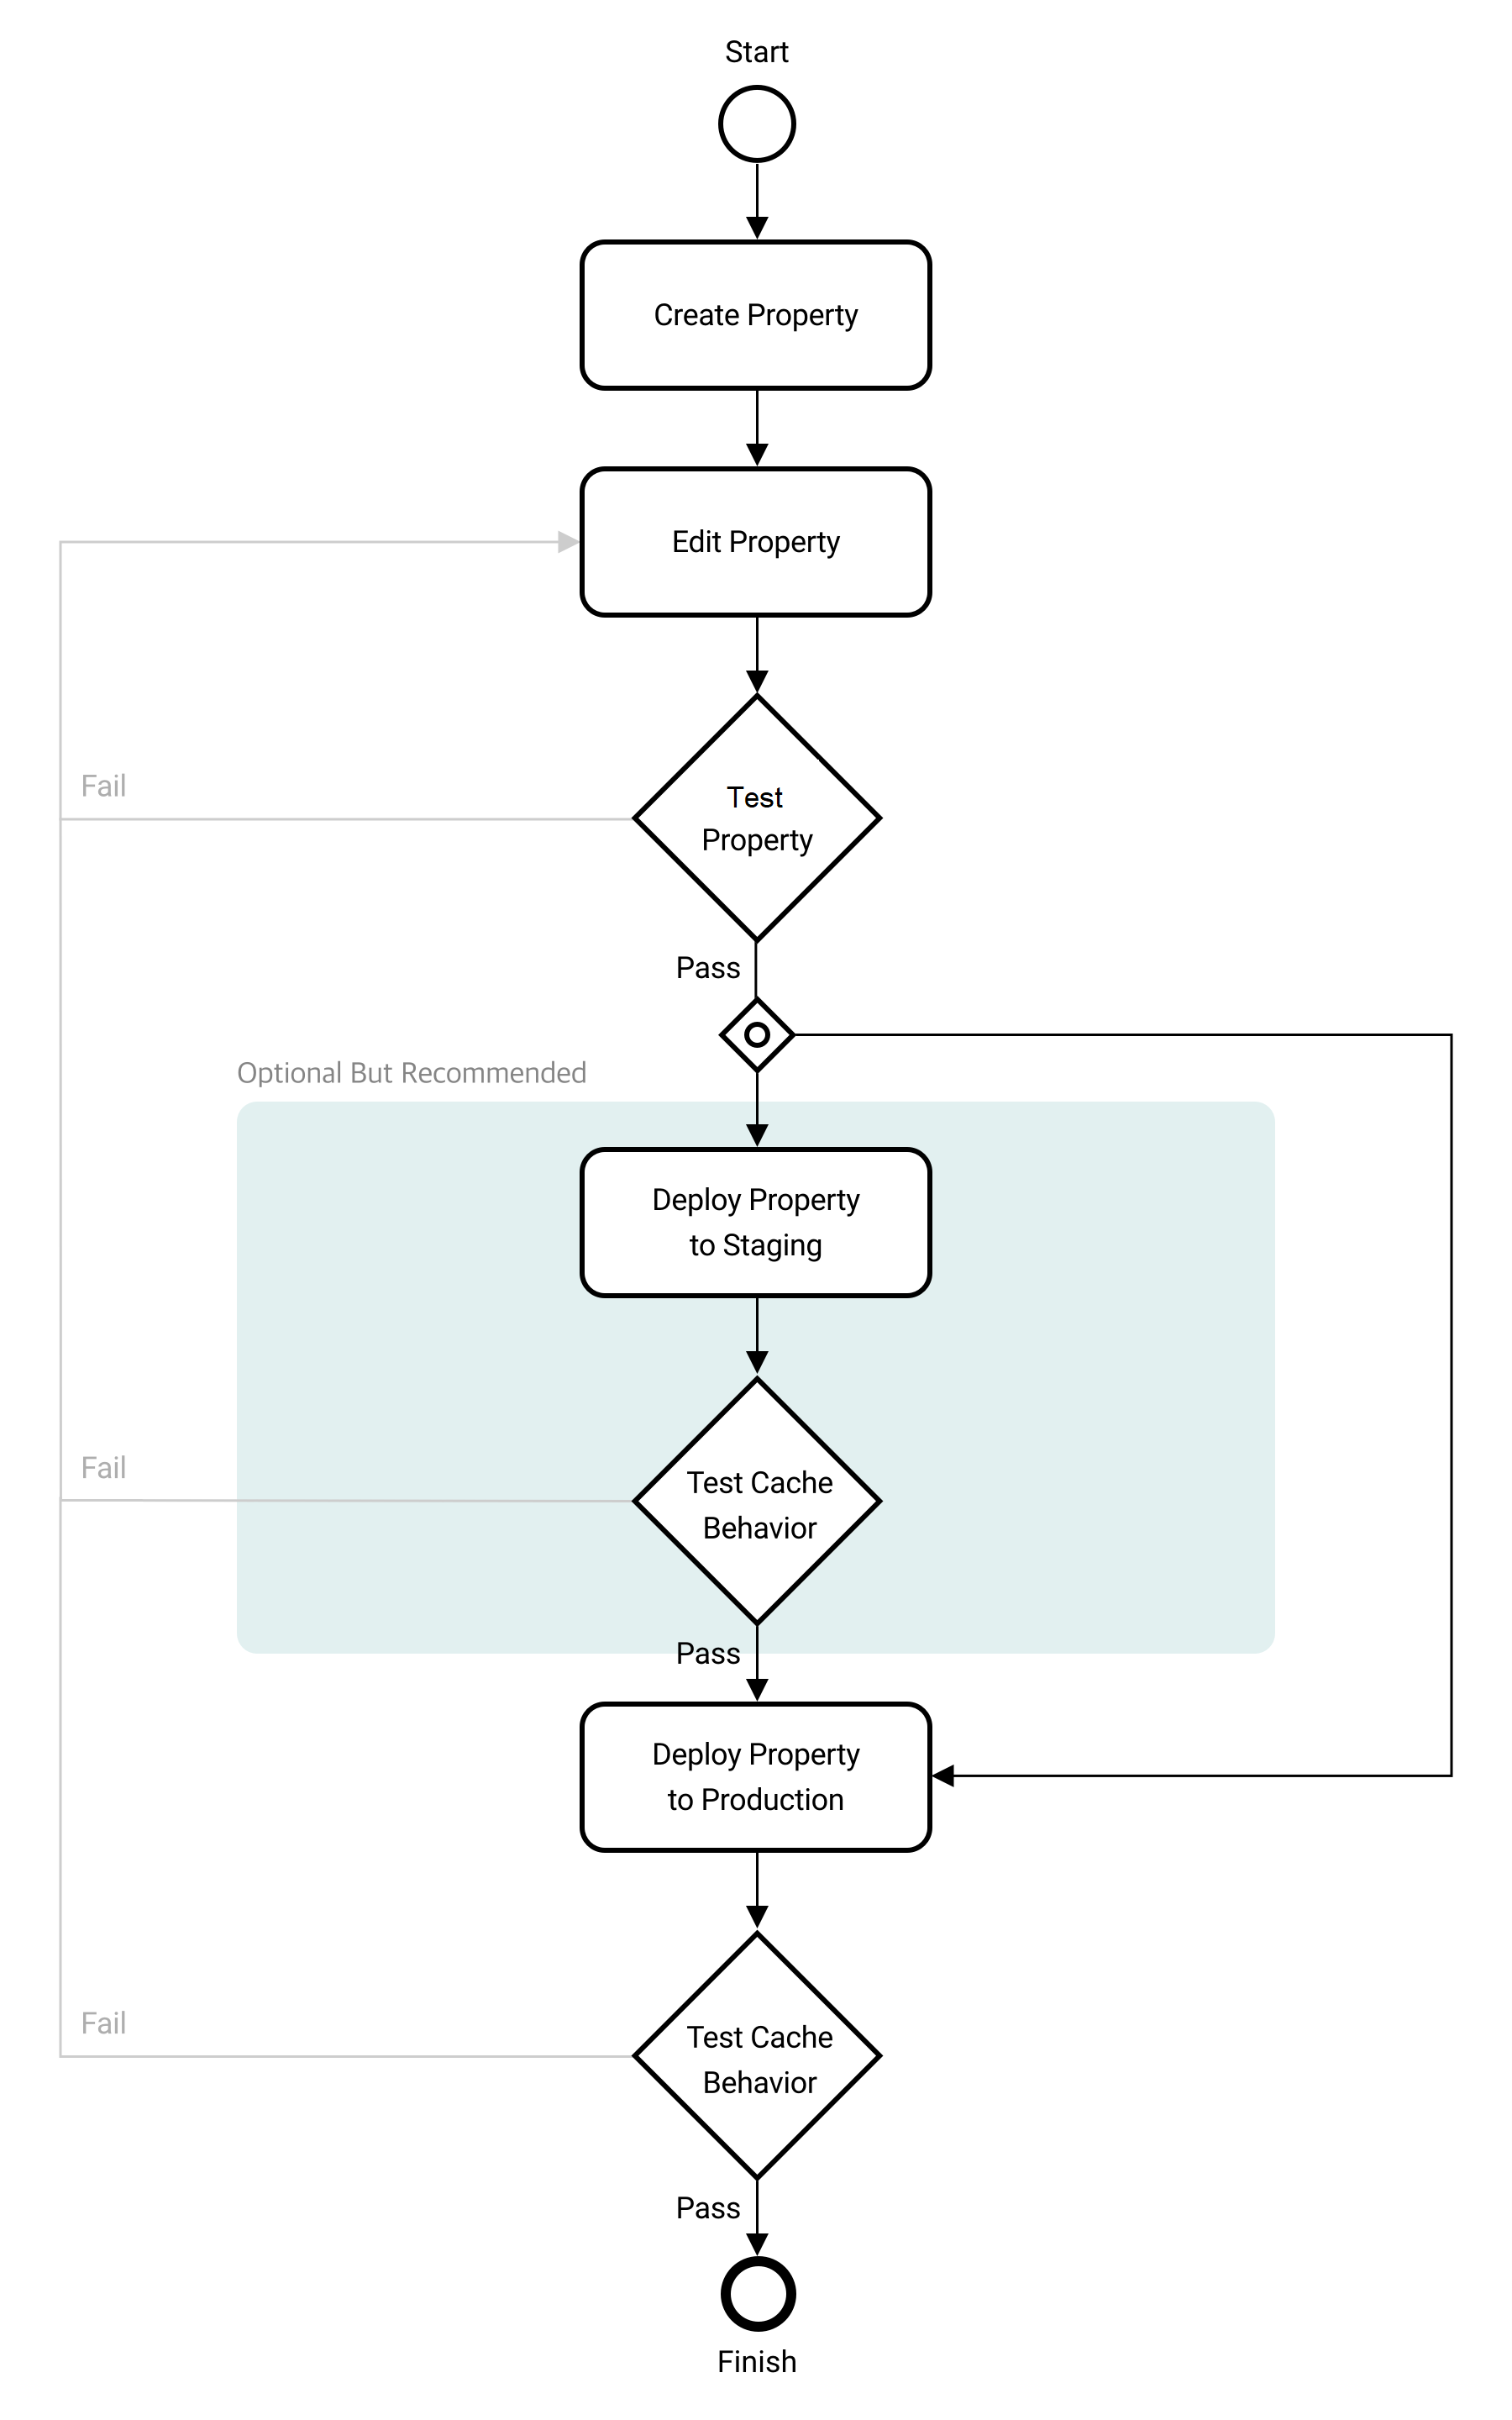 Start
Create Property
Edit Property
Fail
Test
Property
Pass
Optional But Recommended
Deploy Property
to Staging
Fail
Test Cache
Behavior
Pass
Deploy Property
to Production
Fail
Test Cache
Behavior
Pass
Finish